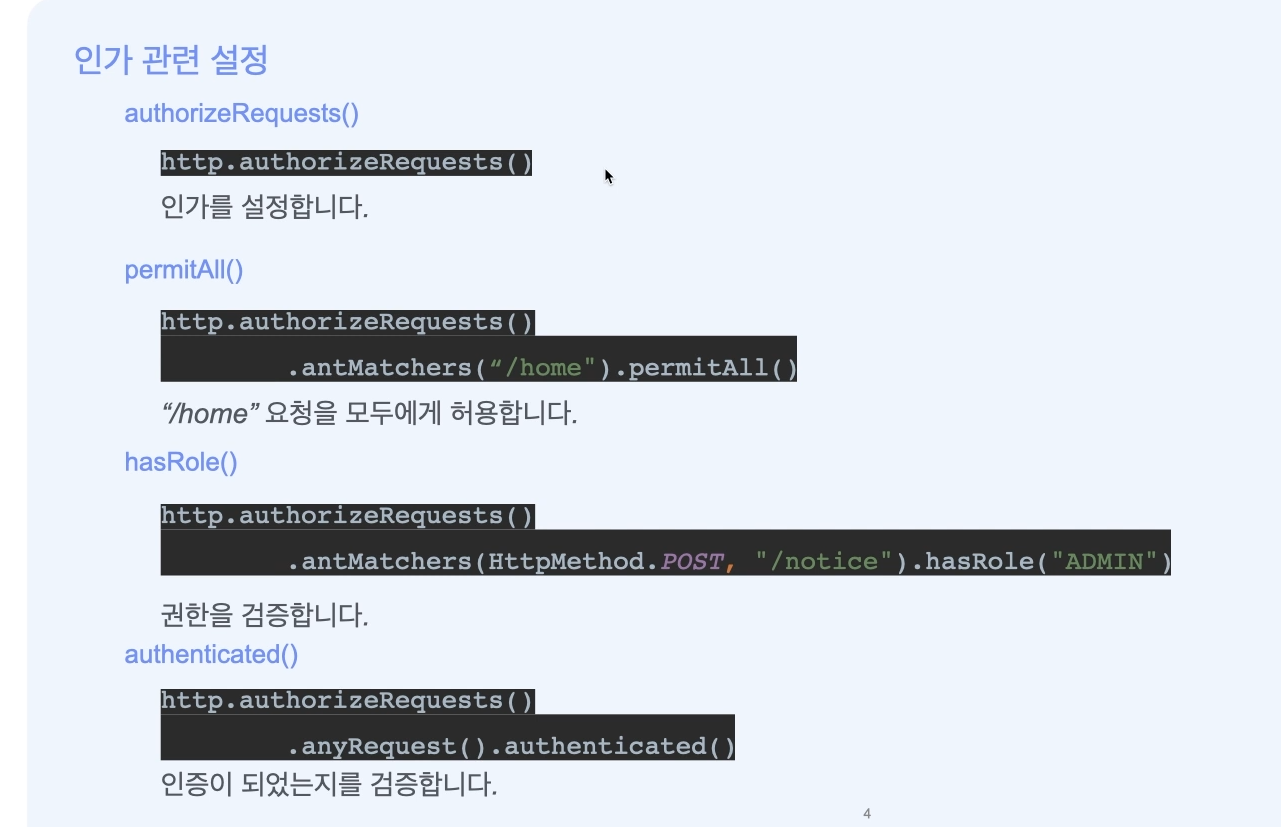 인가 관련 설정
authorizeRequests()
http.authorizeRequests()
인가를 설정합니다.
permitAll()
http.authorizeRequests()
.antMatchers(“/home").permitAll()
“/home” 요청을 모두에게 허용합니다.
hasRole()
http.authorizeRequests()
.antMatchers(HttpMethod.POST, "/notice").hasRole("ADMIN")
권한을 검증합니다.
authenticated()
http.authorizeRequests()
.anyRequest().authenticated()
인증이 되었는지를 검증합니다.
4